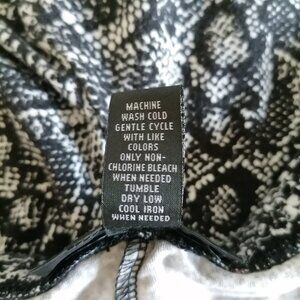 MACHINE
WASH COLD
GENTLE CYCLE
WITH LIKE
COLORS
ONLY NON-
CHLORINE BLEACH
WHEN NEEDED
TUMBLE
DRY LOW
COOL IRON
WHEN NEEDED